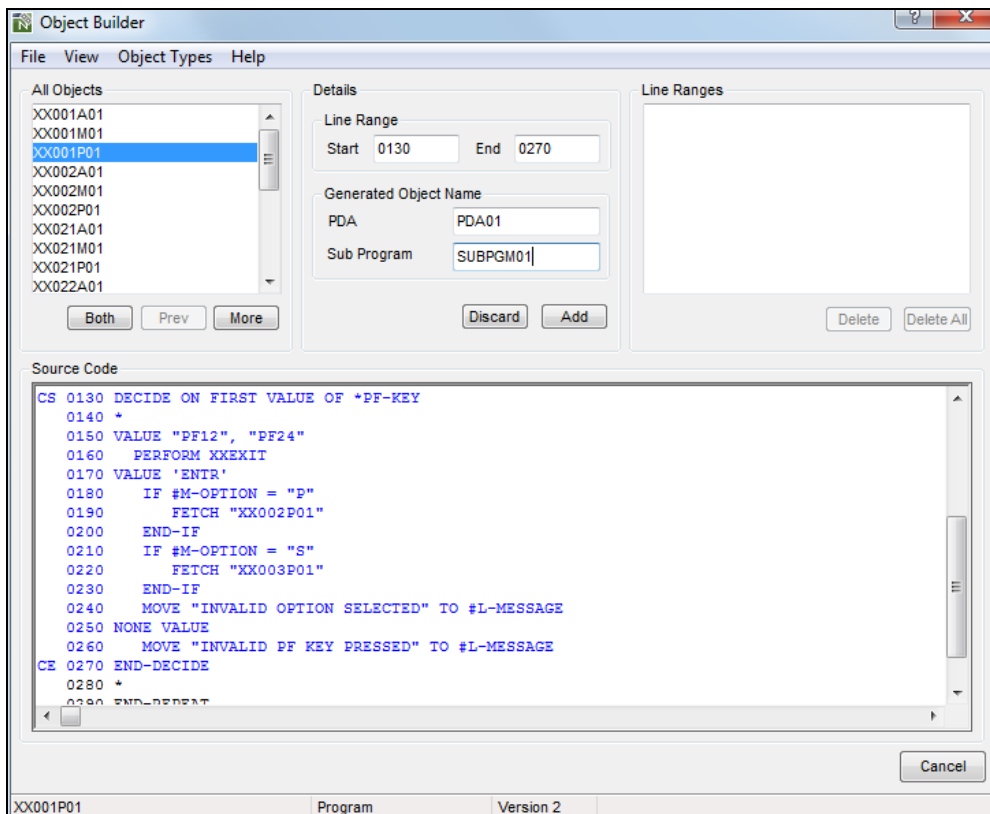 Object Builder
File View Object Types Help
All Objects
XX001A01
XX001M01
XX001P01
XX002A01
XX002M01
XX002P01
XX021A01
XX021M01
XX021P01
XX022A01
Both Prev More
Details
Line Range
Start 0130 End 0270
Generated Object Name
PDA PDA01
Sub Program SUBPGM01
Discard Add
Line Ranges
Delete Delete All
Source Code
CS 0130 DECIDE ON FIRST VALUE OF *PF-KEY
0140 *
0150 VALUE "PF12", "PF24"
0160 PERFORM XXEXIT
0170 VALUE 'ENTR'
0180 IF #M-OPTION = "P"
0190 FETCH "XX002P01"
0200 END-IF
0210 IF #M-OPTION = "S"
0220 FETCH "XX003P01"
0230 END-IF
0240 MOVE "INVALID OPTION SELECTED" TO #L-MESSAGE
0250 NONE VALUE
0260 MOVE "INVALID PF KEY PRESSED" TO #L-MESSAGE
CE 0270 END-DECIDE
0280 *
0290 END-REPEAT
Cancel
XX001P01 Program Version 2